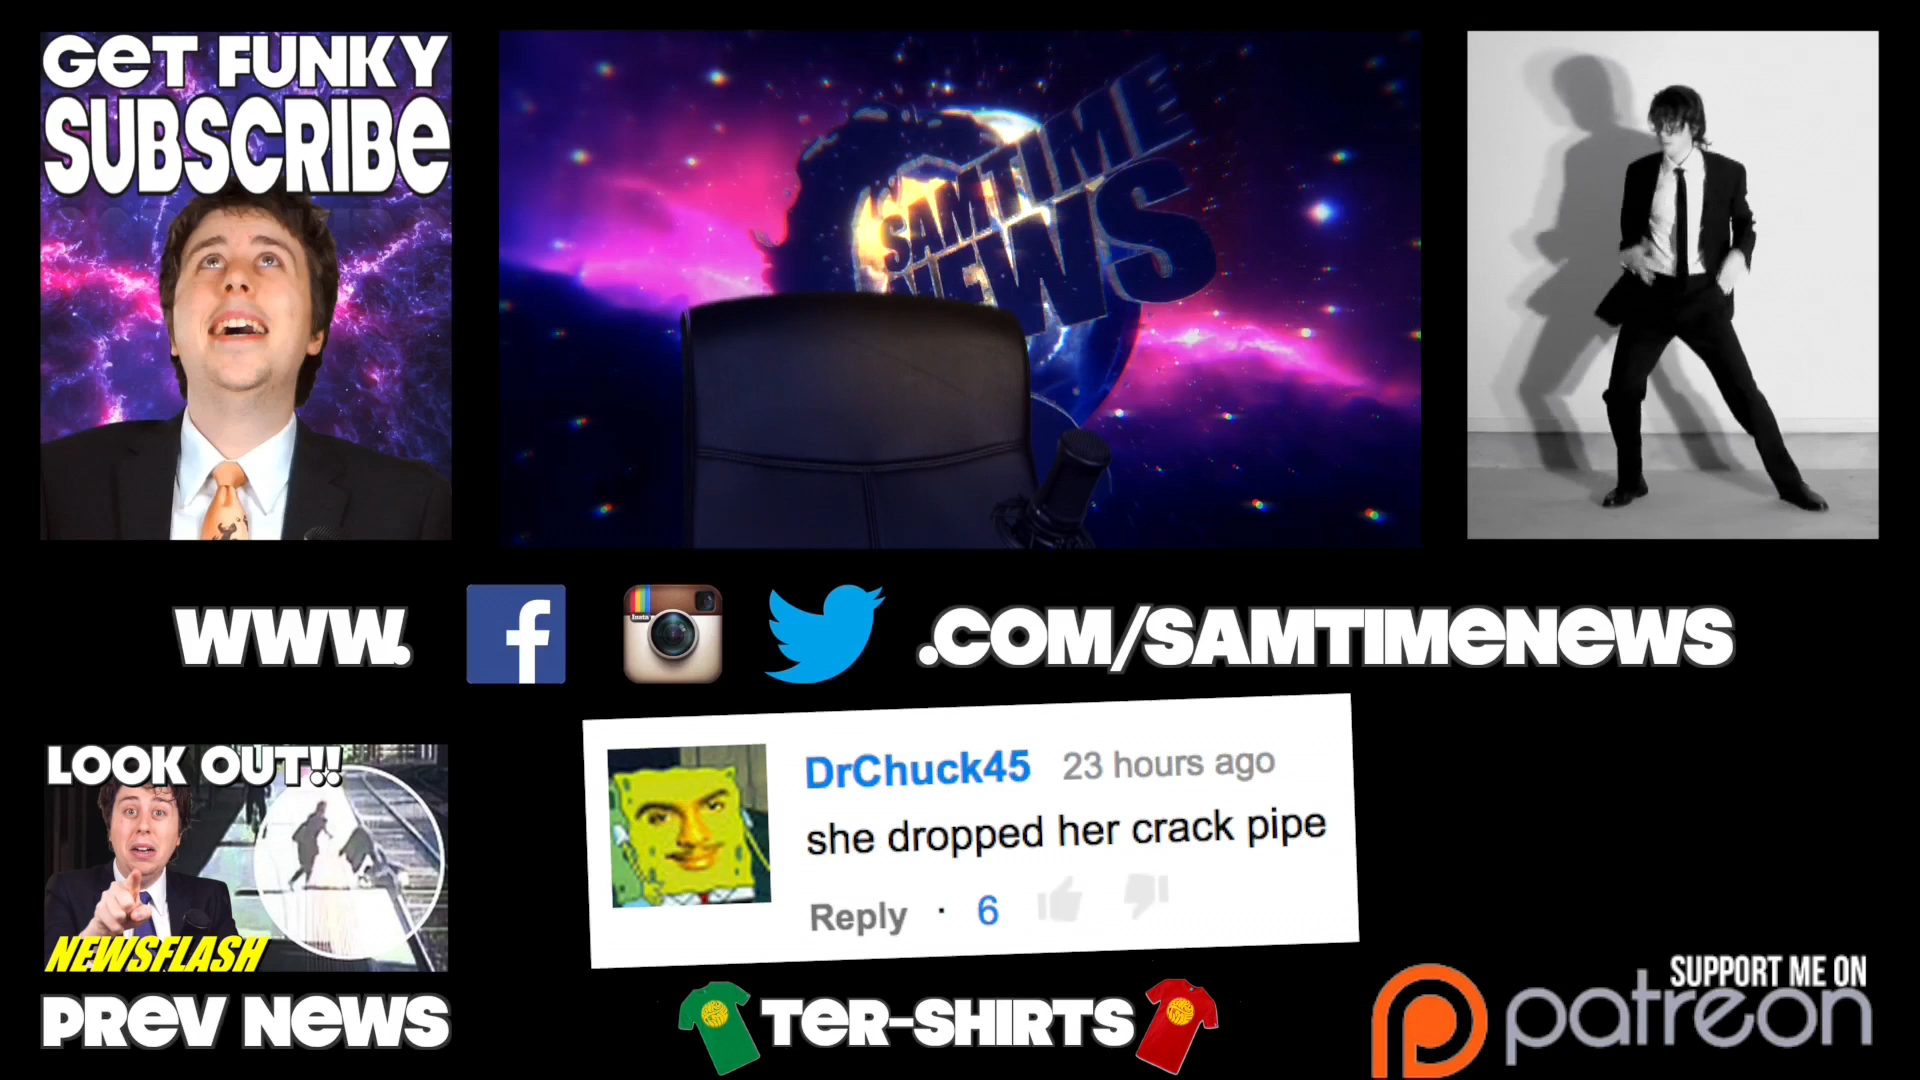 GET FUNKY
SUBSCRIBE
SAMTIME
NEWS
WWW.
f
Insta
.COM/SAMTIMENEWS
LOOK OUT!!
NEWSFLASH
PREV NEWS
DrChuck45 23 hours ago
she dropped her crack pipe
Reply · 6
TER-SHIRTS
SUPPORT ME ON
patreon